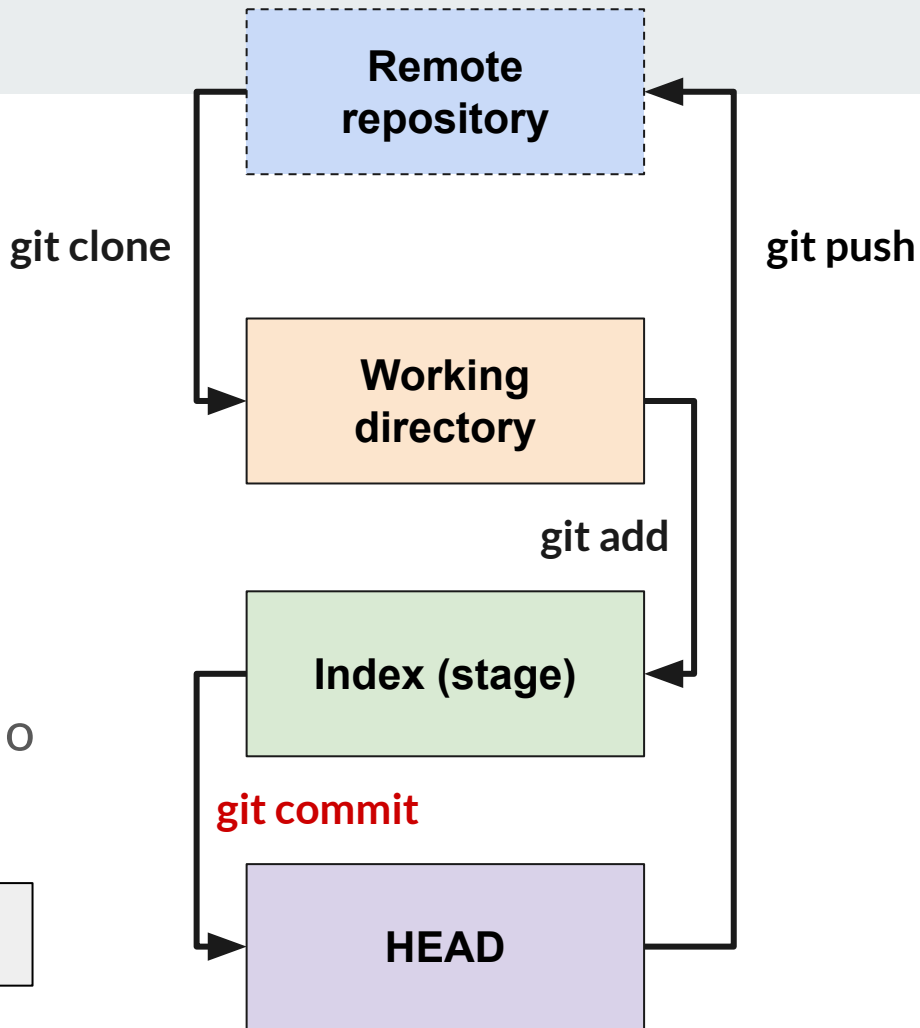 Remote
repository
git clone
git push
Working
directory
git add
Index (stage)
o
git commit
HEAD